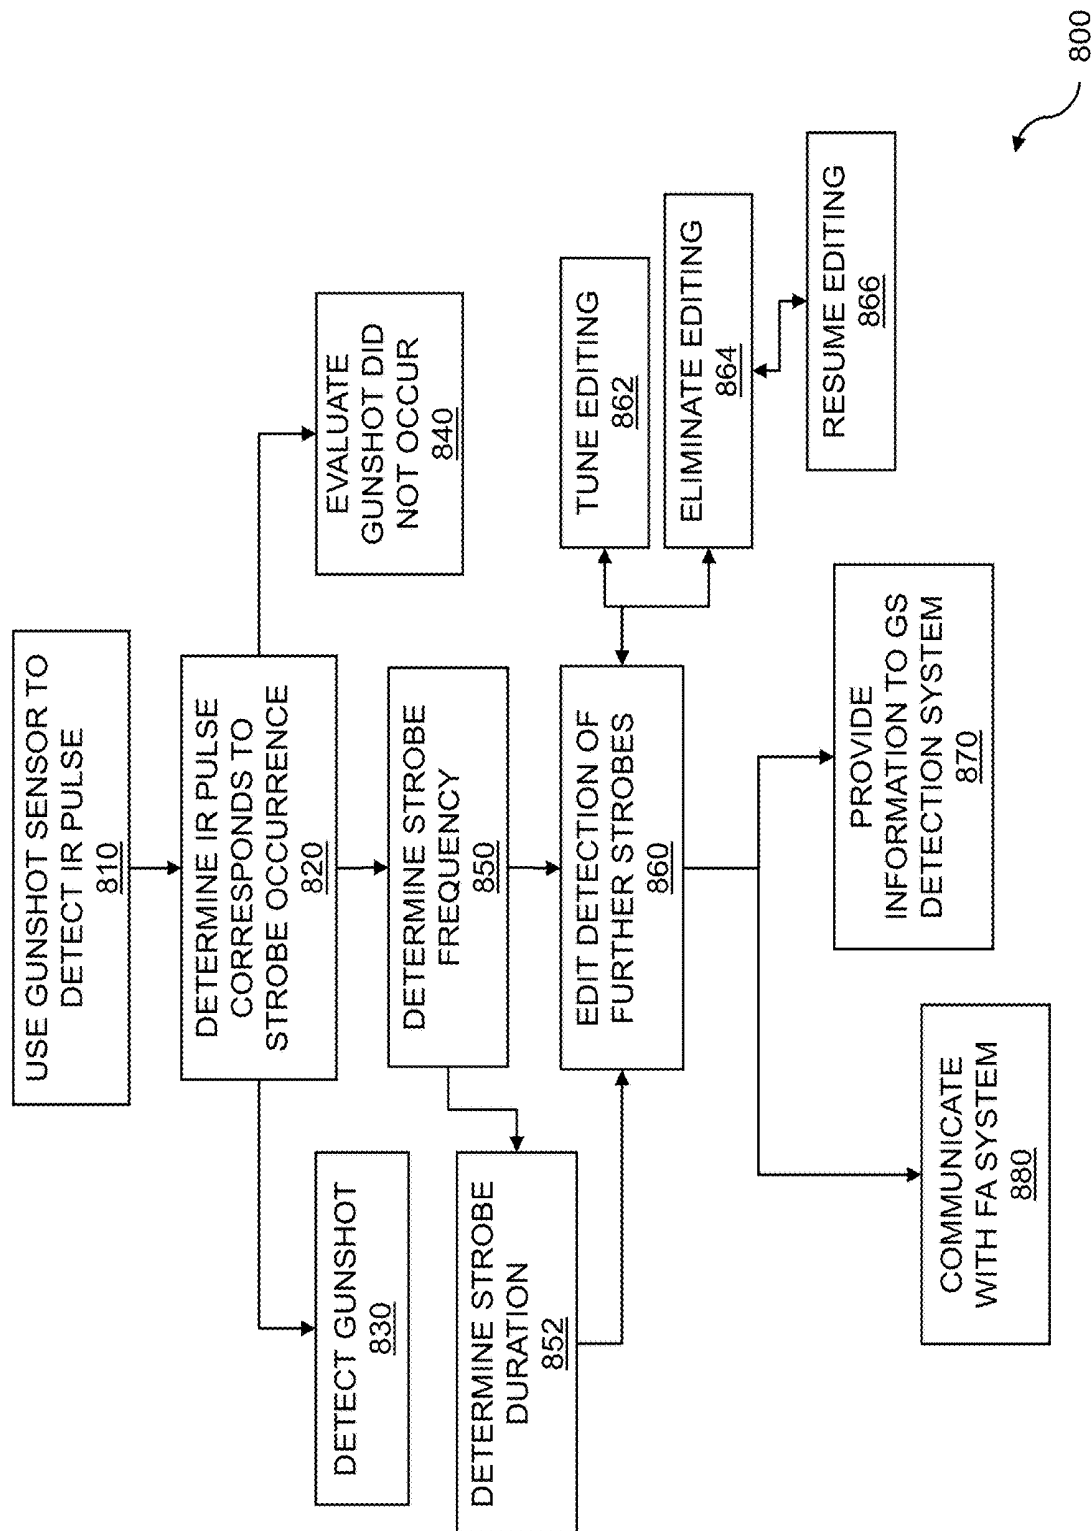 USE GUNSHOT SENSOR TO
DETECT IR PULSE
810
DETERMINE IR PULSE
CORRESPONDS TO
STROBE OCCURRENCE
820
DETECT GUNSHOT
830
EVALUATE
GUNSHOT DID
NOT OCCUR
840
DETERMINE STROBE
FREQUENCY
850
DETERMINE STROBE
DURATION
852
EDIT DETECTION OF
FURTHER STROBES
860
TUNE EDITING
862
ELIMINATE EDITING
864
RESUME EDITING
866
PROVIDE
INFORMATION TO GS
DETECTION SYSTEM
870
COMMUNICATE
WITH FA SYSTEM
880
800